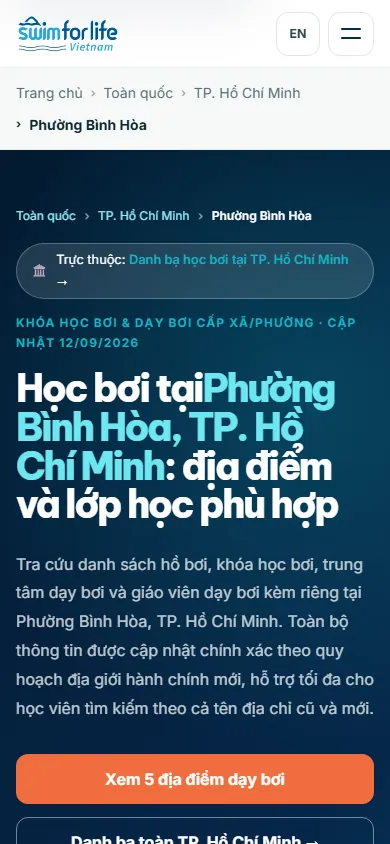 swimforlife
Vietnam
EN
Trang chủ › Toàn quốc › TP. Hồ Chí Minh
› Phường Bình Hòa
Toàn quốc › TP. Hồ Chí Minh › Phường Bình Hòa
Trực thuộc: Danh bạ học bơi tại TP. Hồ Chí Minh
→
KHÓA HỌC BƠI & DẠY BƠI CẤP XÃ/PHƯỜNG · CẬP
NHẬT 12/09/2026
Học bơi tạiPhường
Bình Hòa, TP. Hồ
Chí Minh: địa điểm
và lớp học phù hợp
Tra cứu danh sách hồ bơi, khóa học bơi, trung
tâm dạy bơi và giáo viên dạy bơi kèm riêng tại
Phường Bình Hòa, TP. Hồ Chí Minh. Toàn bộ
thông tin được cập nhật chính xác theo quy
hoạch địa giới hành chính mới, hỗ trợ tối đa cho
học viên tìm kiếm theo cả tên địa chỉ cũ và mới.
Xem 5 địa điểm dạy bơi
Danh bạ toàn TP. Hồ Chí Minh →